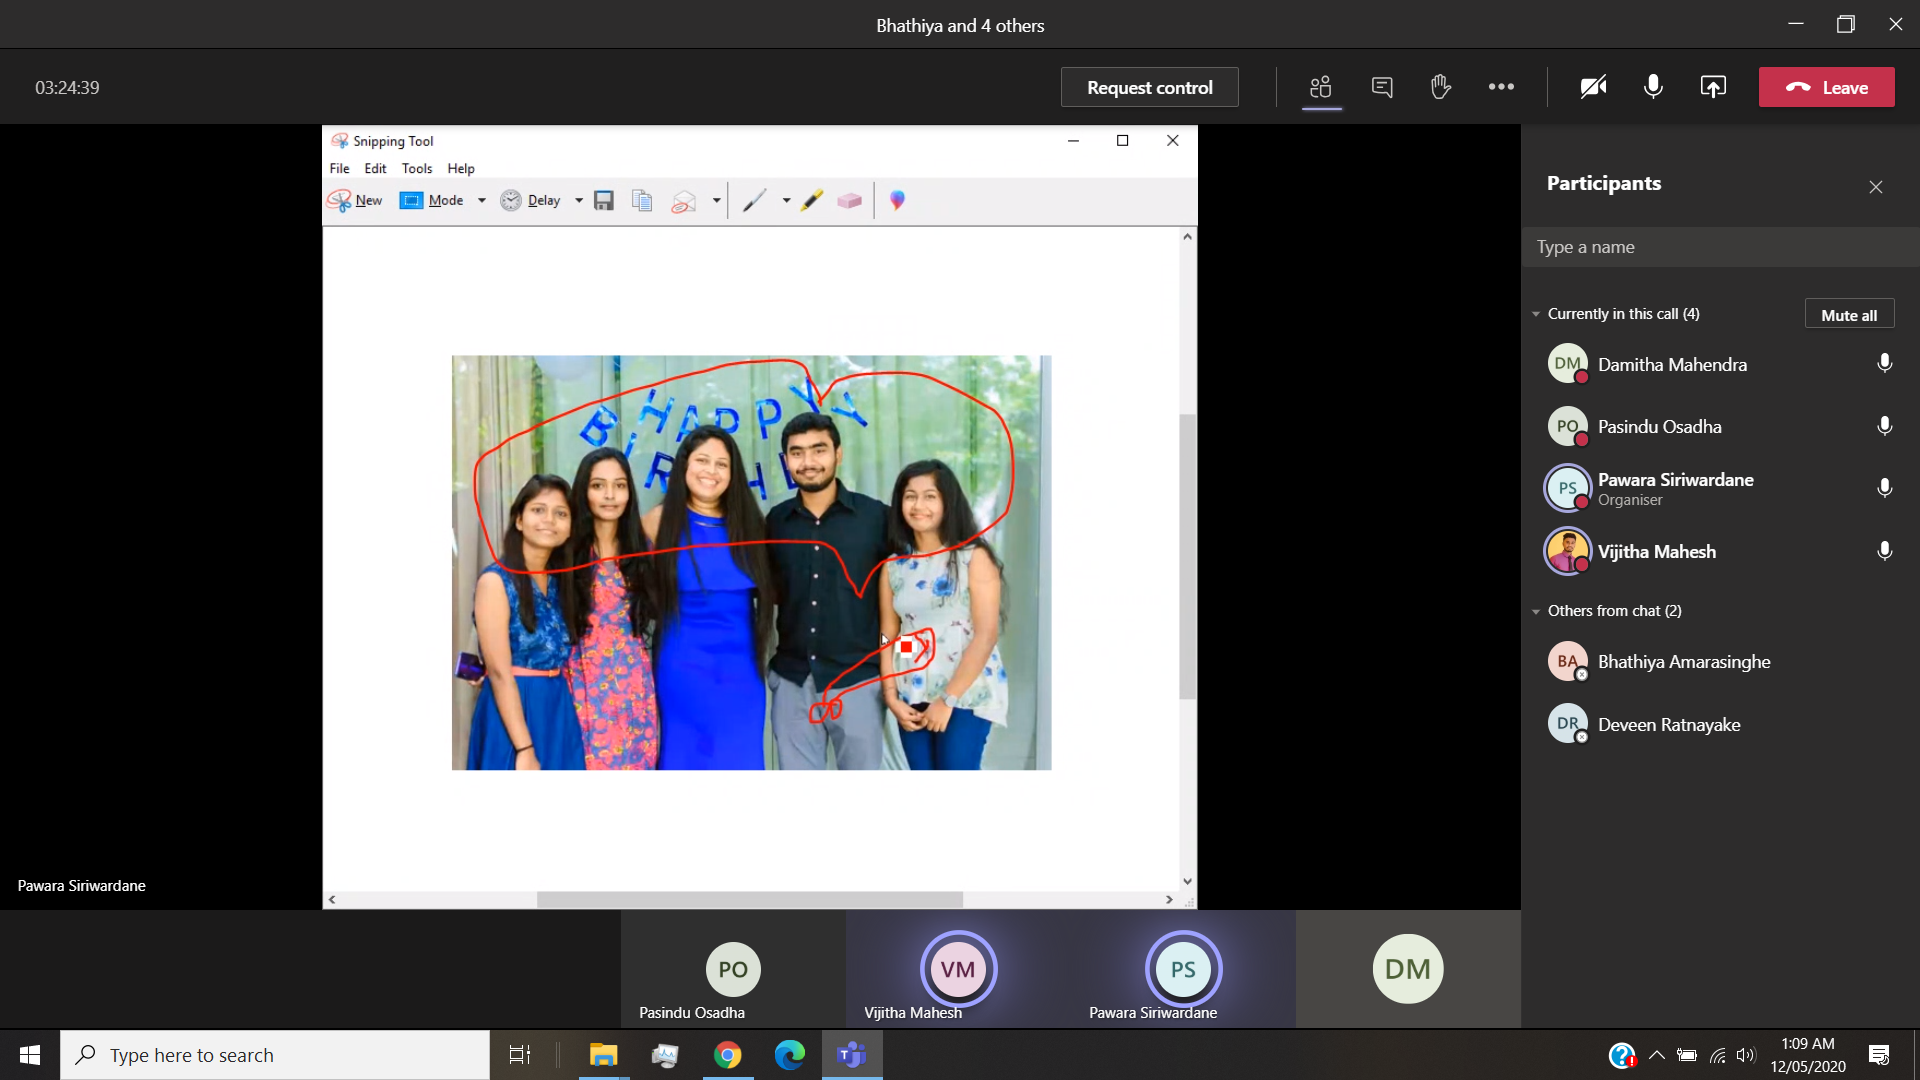 Bhathiya and 4 others
03:24:39
Request control
Leave
Snipping Tool
File Edit Tools Help
New Mode Delay
HAPPY
BIRTH
Y
Participants
Type a name
Currently in this call (4)
Mute all
DM Damitha Mahendra
PO Pasindu Osadha
PS Pawara Siriwardane
Organiser
Vijitha Mahesh
Others from chat (2)
BA Bhathiya Amarasinghe
DR Deveen Ratnayake
Pawara Siriwardane
PO
Pasindu Osadha
VM
Vijitha Mahesh
PS
Pawara Siriwardane
DM
Type here to search
1:09 AM
12/05/2020